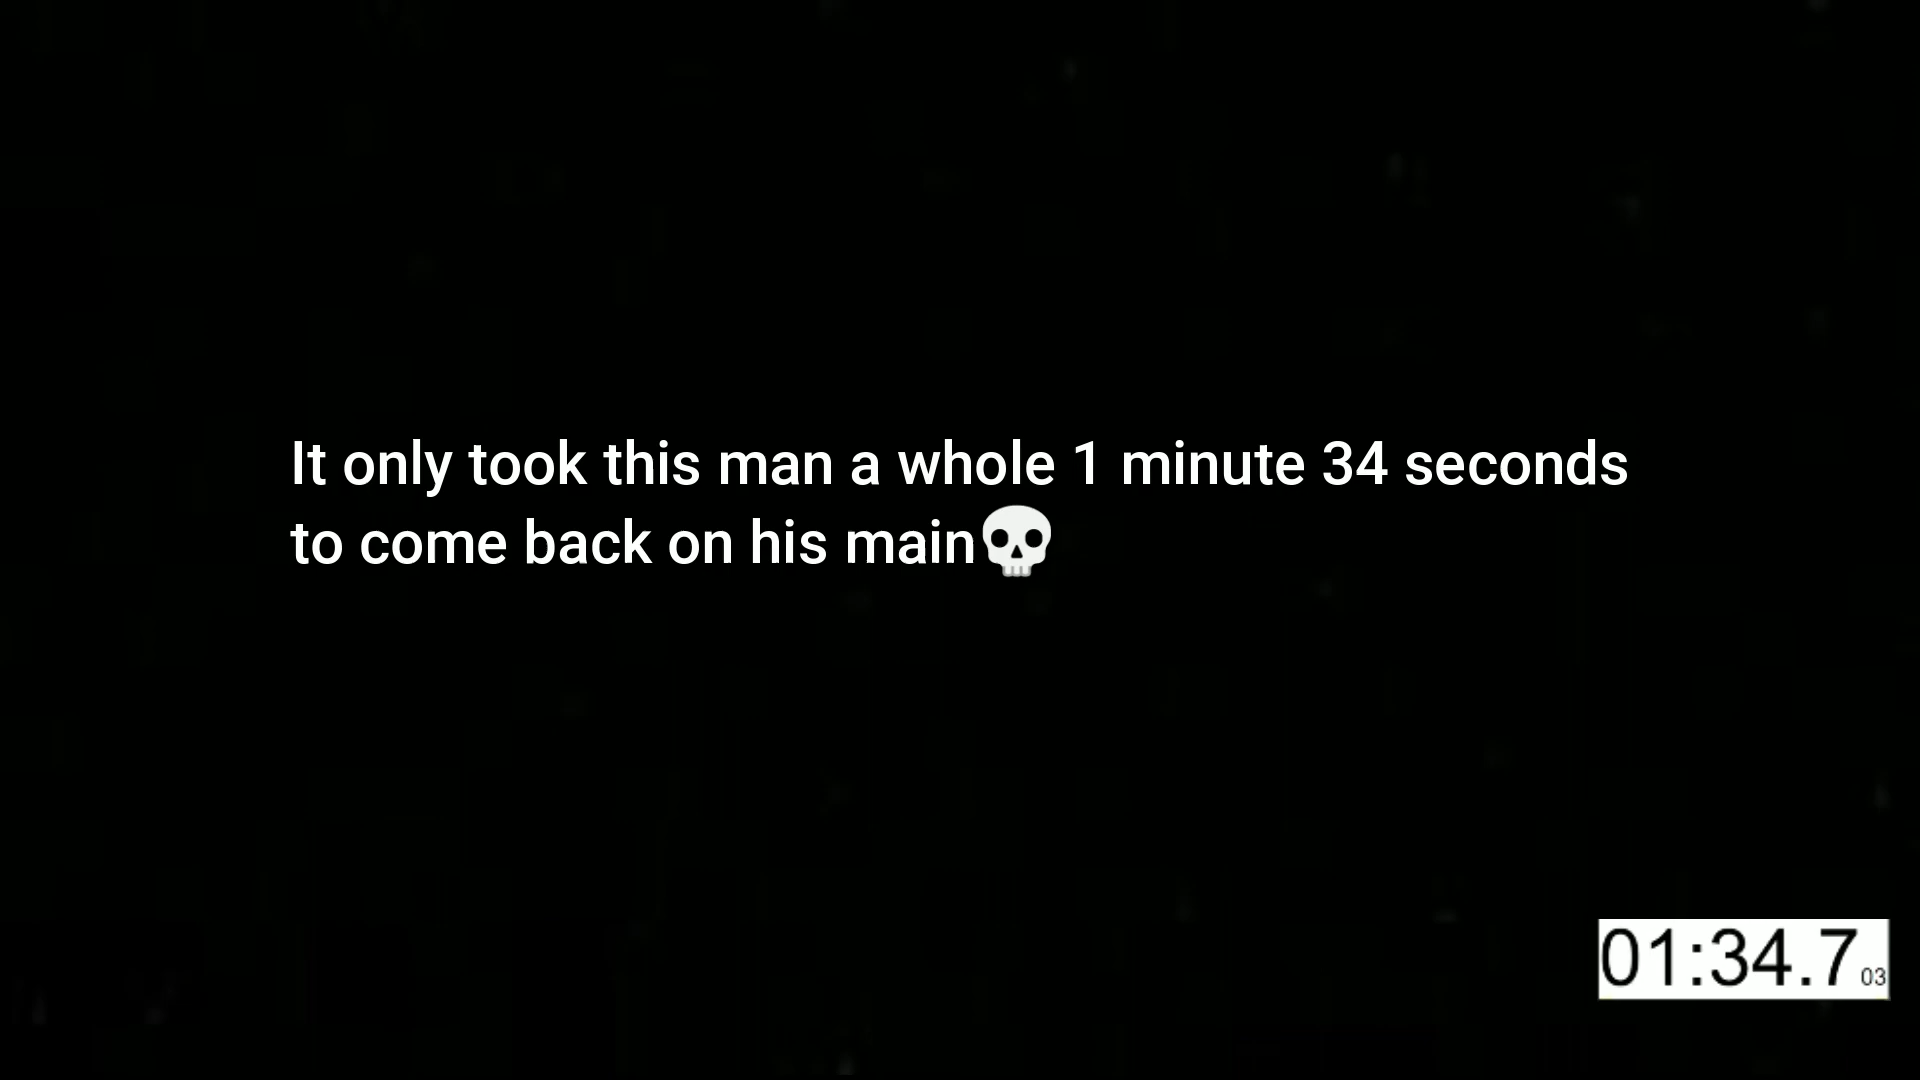 It only took this man a whole 1 minute 34 seconds
to come back on his main💀
01:34.703